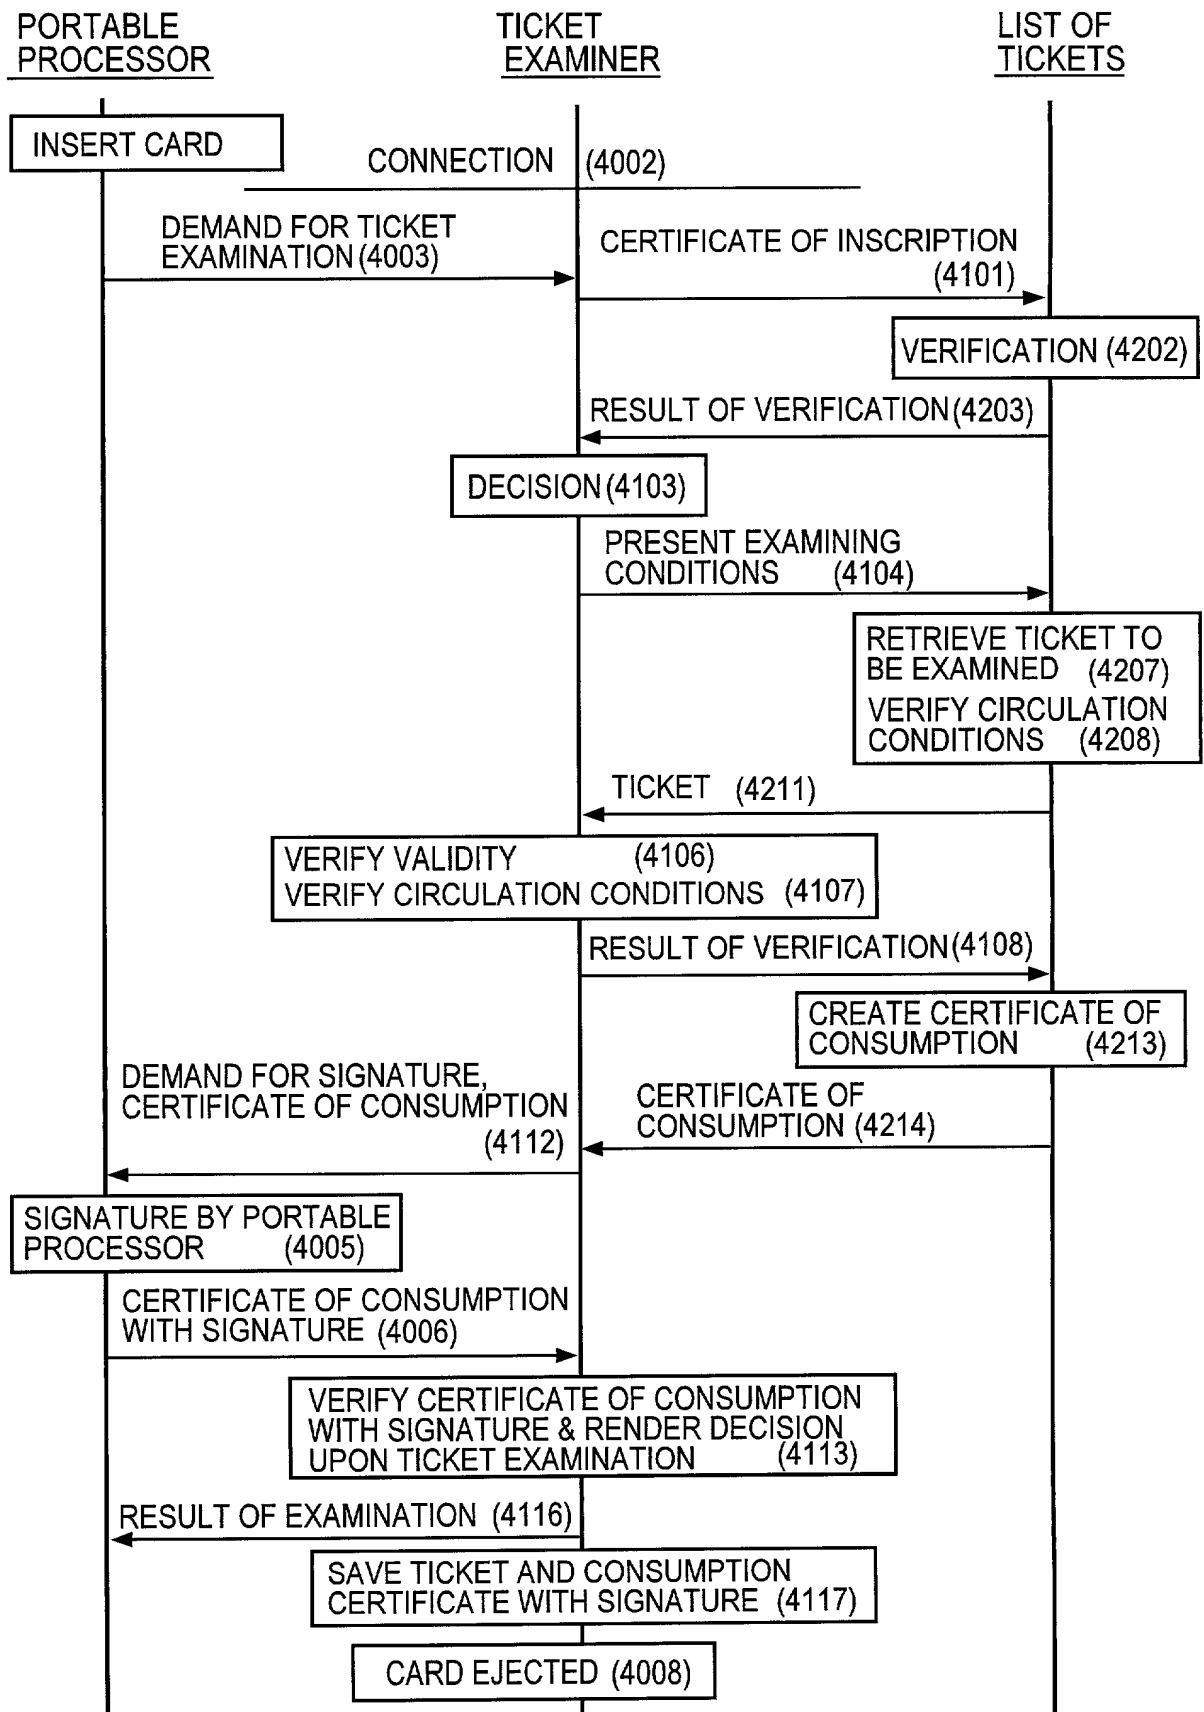 PORTABLE
PROCESSOR
TICKET
EXAMINER
LIST OF
TICKETS
INSERT CARD
CONNECTION (4002)
DEMAND FOR TICKET
EXAMINATION (4003)
CERTIFICATE OF INSCRIPTION
(4101)
VERIFICATION (4202)
RESULT OF VERIFICATION (4203)
DECISION (4103)
PRESENT EXAMINING
CONDITIONS (4104)
RETRIEVE TICKET TO
BE EXAMINED (4207)
VERIFY CIRCULATION
CONDITIONS (4208)
TICKET (4211)
VERIFY VALIDITY (4106)
VERIFY CIRCULATION CONDITIONS (4107)
RESULT OF VERIFICATION (4108)
CREATE CERTIFICATE OF
CONSUMPTION (4213)
DEMAND FOR SIGNATURE,
CERTIFICATE OF CONSUMPTION
(4112)
CERTIFICATE OF
CONSUMPTION (4214)
SIGNATURE BY PORTABLE
PROCESSOR (4005)
CERTIFICATE OF CONSUMPTION
WITH SIGNATURE (4006)
VERIFY CERTIFICATE OF CONSUMPTION
WITH SIGNATURE & RENDER DECISION
UPON TICKET EXAMINATION (4113)
RESULT OF EXAMINATION (4116)
SAVE TICKET AND CONSUMPTION
CERTIFICATE WITH SIGNATURE (4117)
CARD EJECTED (4008)